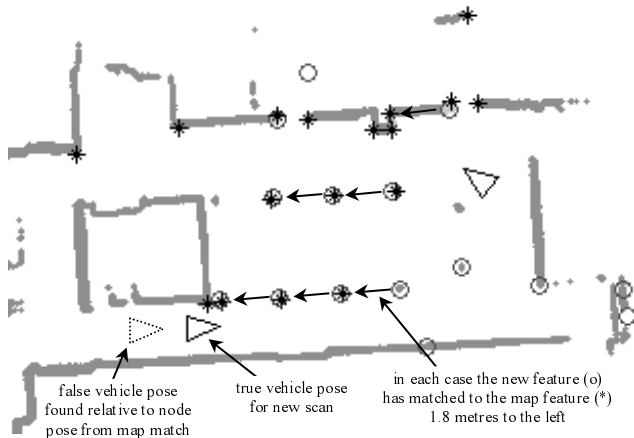 false vehicle pose
found relative to node
pose from map match
true vehicle pose
for new scan
in each case the new feature (o)
has matched to the map feature (*)
1.8 metres to the left